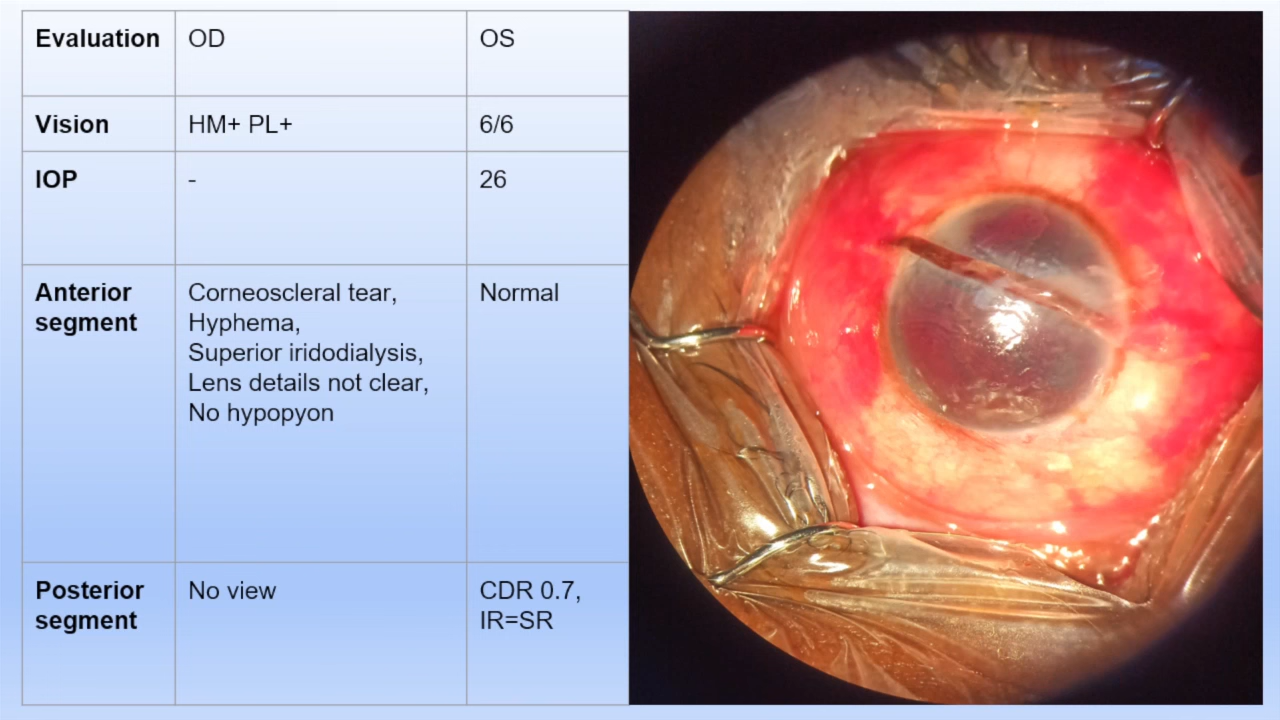 Evaluation OD OS
Vision HM+ PL+ 6/6
IOP - 26
Anterior segment
Corneoscleral tear,
Hyphema,
Superior iridodialysis,
Lens details not clear,
No hypopyon
Normal
Posterior segment
No view
CDR 0.7,
IR=SR